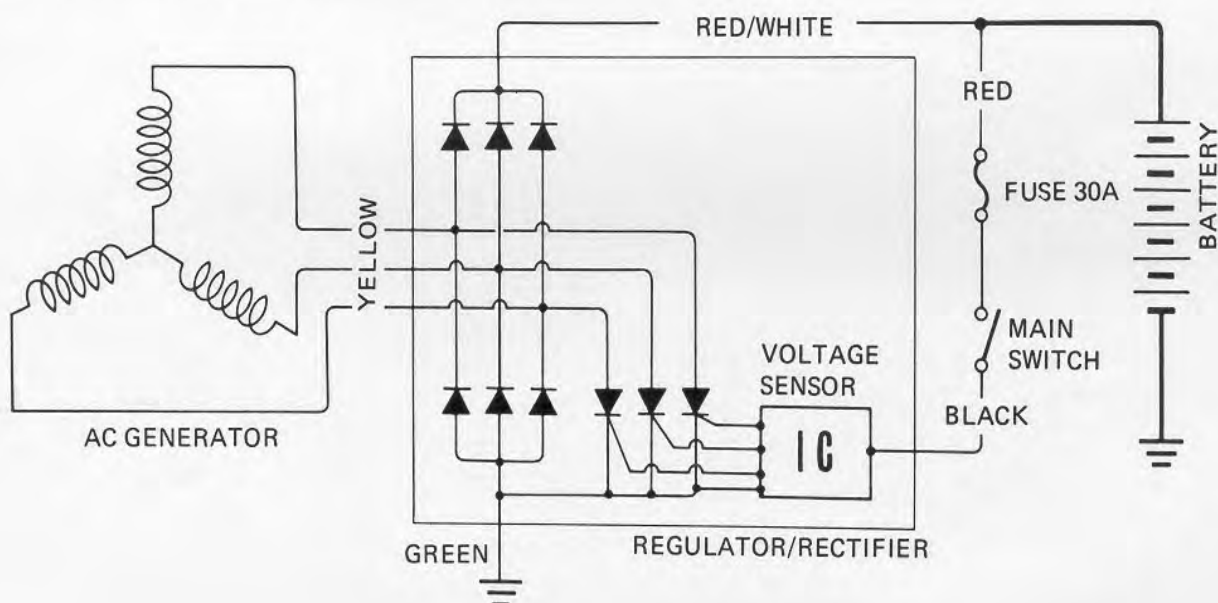 RED/WHITE
RED
FUSE 30A
BATTERY
YELLOW
MAIN
SWITCH
VOLTAGE
SENSOR
IC
BLACK
AC GENERATOR
GREEN
REGULATOR/RECTIFIER